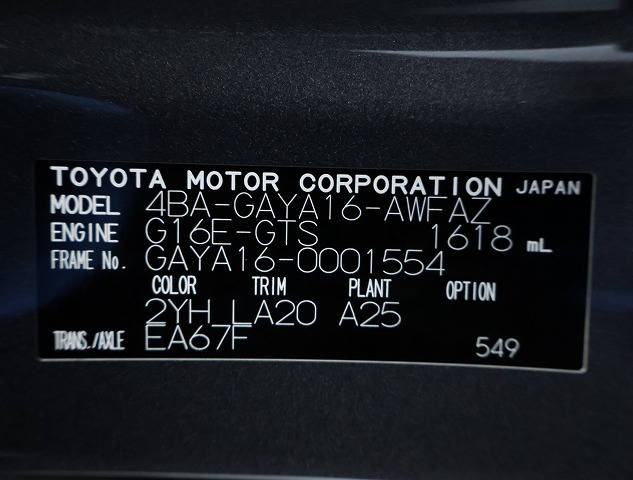 TOYOTA MOTOR CORPORATION JAPAN
MODEL 4BA-GAYA16-AWFAZ
ENGINE G16E-GTS 1618 mL
FRAME No. GAYA16-0001554
COLOR TRIM PLANT OPTION
2YH LA20 A25
TRANS./AXLE EA67F 549